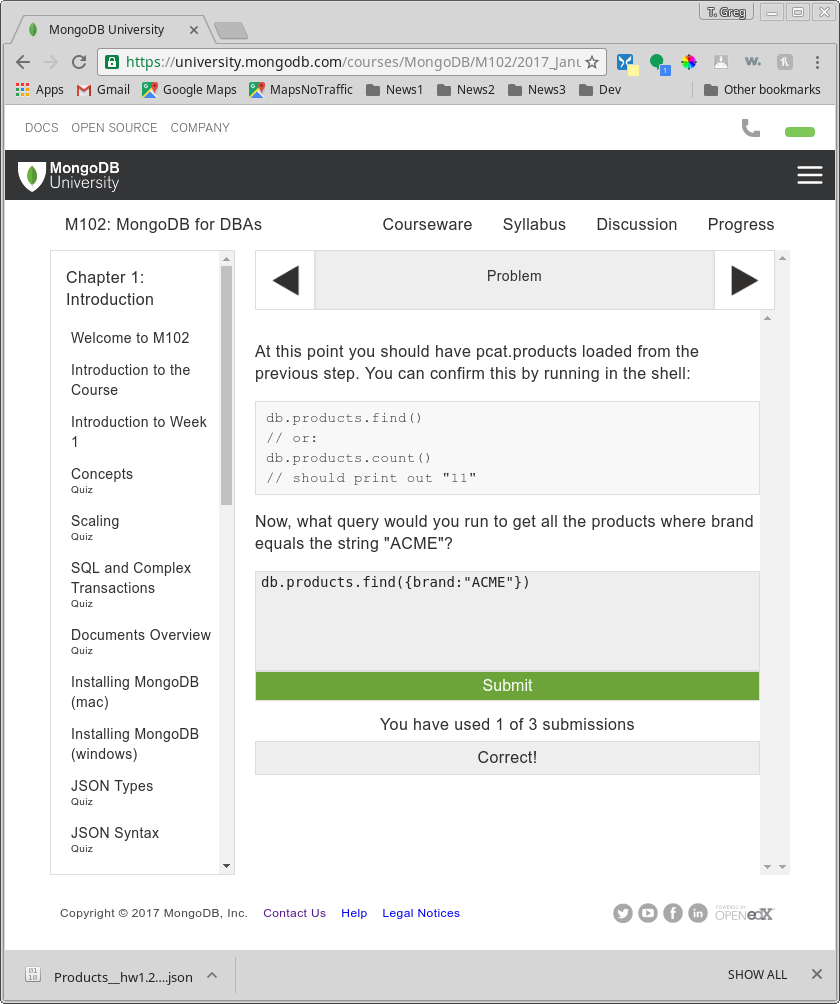 T. Greg
MongoDB University
https://university.mongodb.com/courses/MongoDB/M102/2017_Janu
1
w.
Apps Gmail Google Maps MapsNoTraffic News1 News2 News3 Dev Other bookmarks
DOCS OPEN SOURCE COMPANY
MongoDB
University
M102: MongoDB for DBAs Courseware Syllabus Discussion Progress
Chapter 1:
Introduction
Welcome to M102
Introduction to the
Course
Introduction to Week
1
Concepts
Quiz
Scaling
Quiz
SQL and Complex
Transactions
Quiz
Documents Overview
Quiz
Installing MongoDB
(mac)
Installing MongoDB
(windows)
JSON Types
Quiz
JSON Syntax
Quiz
Problem
At this point you should have pcat.products loaded from the
previous step. You can confirm this by running in the shell:
db.products.find()
// or:
db.products.count()
// should print out "11"
Now, what query would you run to get all the products where brand
equals the string "ACME"?
db.products.find({brand:"ACME"})
Submit
You have used 1 of 3 submissions
Correct!
Copyright © 2017 MongoDB, Inc. Contact Us Help Legal Notices
POWERED BY
OPEN edX
Products__hw1.2....json
SHOW ALL